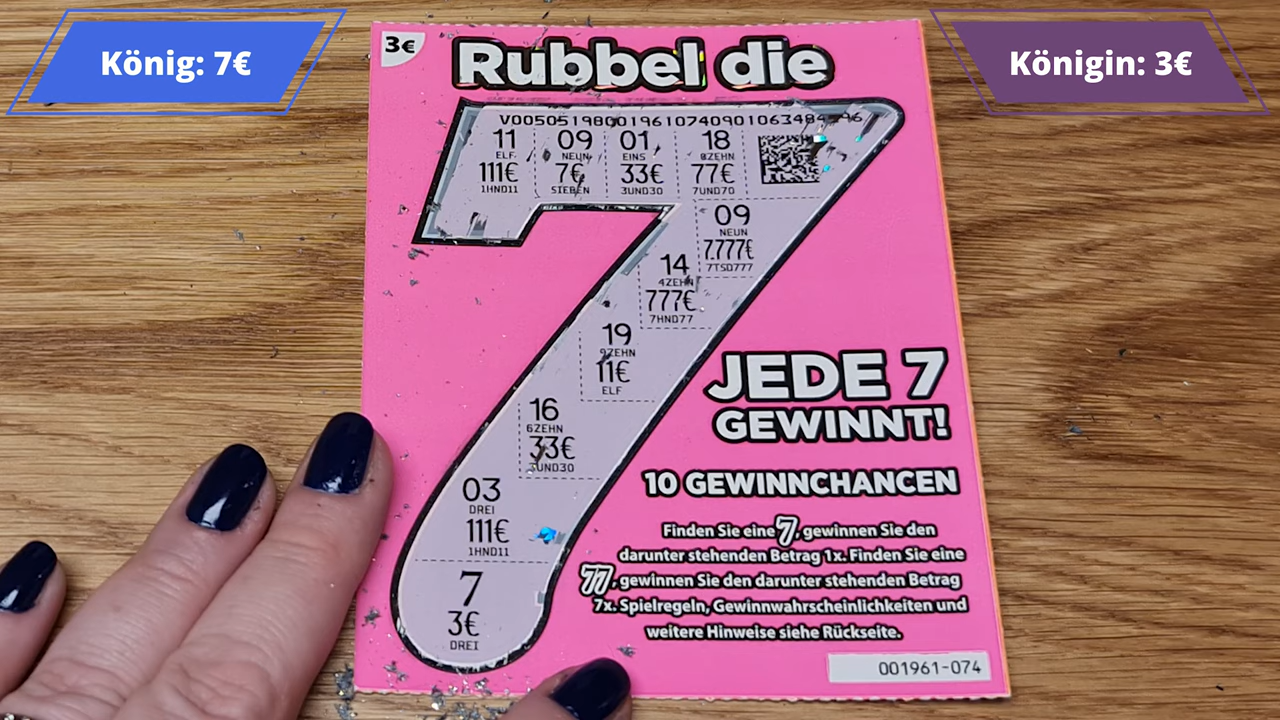 König: 7€
Königin: 3€
3€
Rubbel die
11 09 01 18
ELF NEUN EINS 8ZEHN
111€ 7€ 33€ 77€
1HND11 SIEBEN 3UND30 7UND70
09
NEUN
7.777€
7TSD777
14
4ZEHN
777€
7HND77
19
9ZEHN
11€
ELF
16
6ZEHN
33€
3UND30
03
DREI
111€
1HND11
7
3€
DREI
JEDE 7
GEWINNT!
10 GEWINNCHANCEN
Finden Sie eine 7, gewinnen Sie den
darunter stehenden Betrag 1x. Finden Sie eine
77, gewinnen Sie den darunter stehenden Betrag
7x. Spielregeln, Gewinnwahrscheinlichkeiten und
weitere Hinweise siehe Rückseite.
001961-074